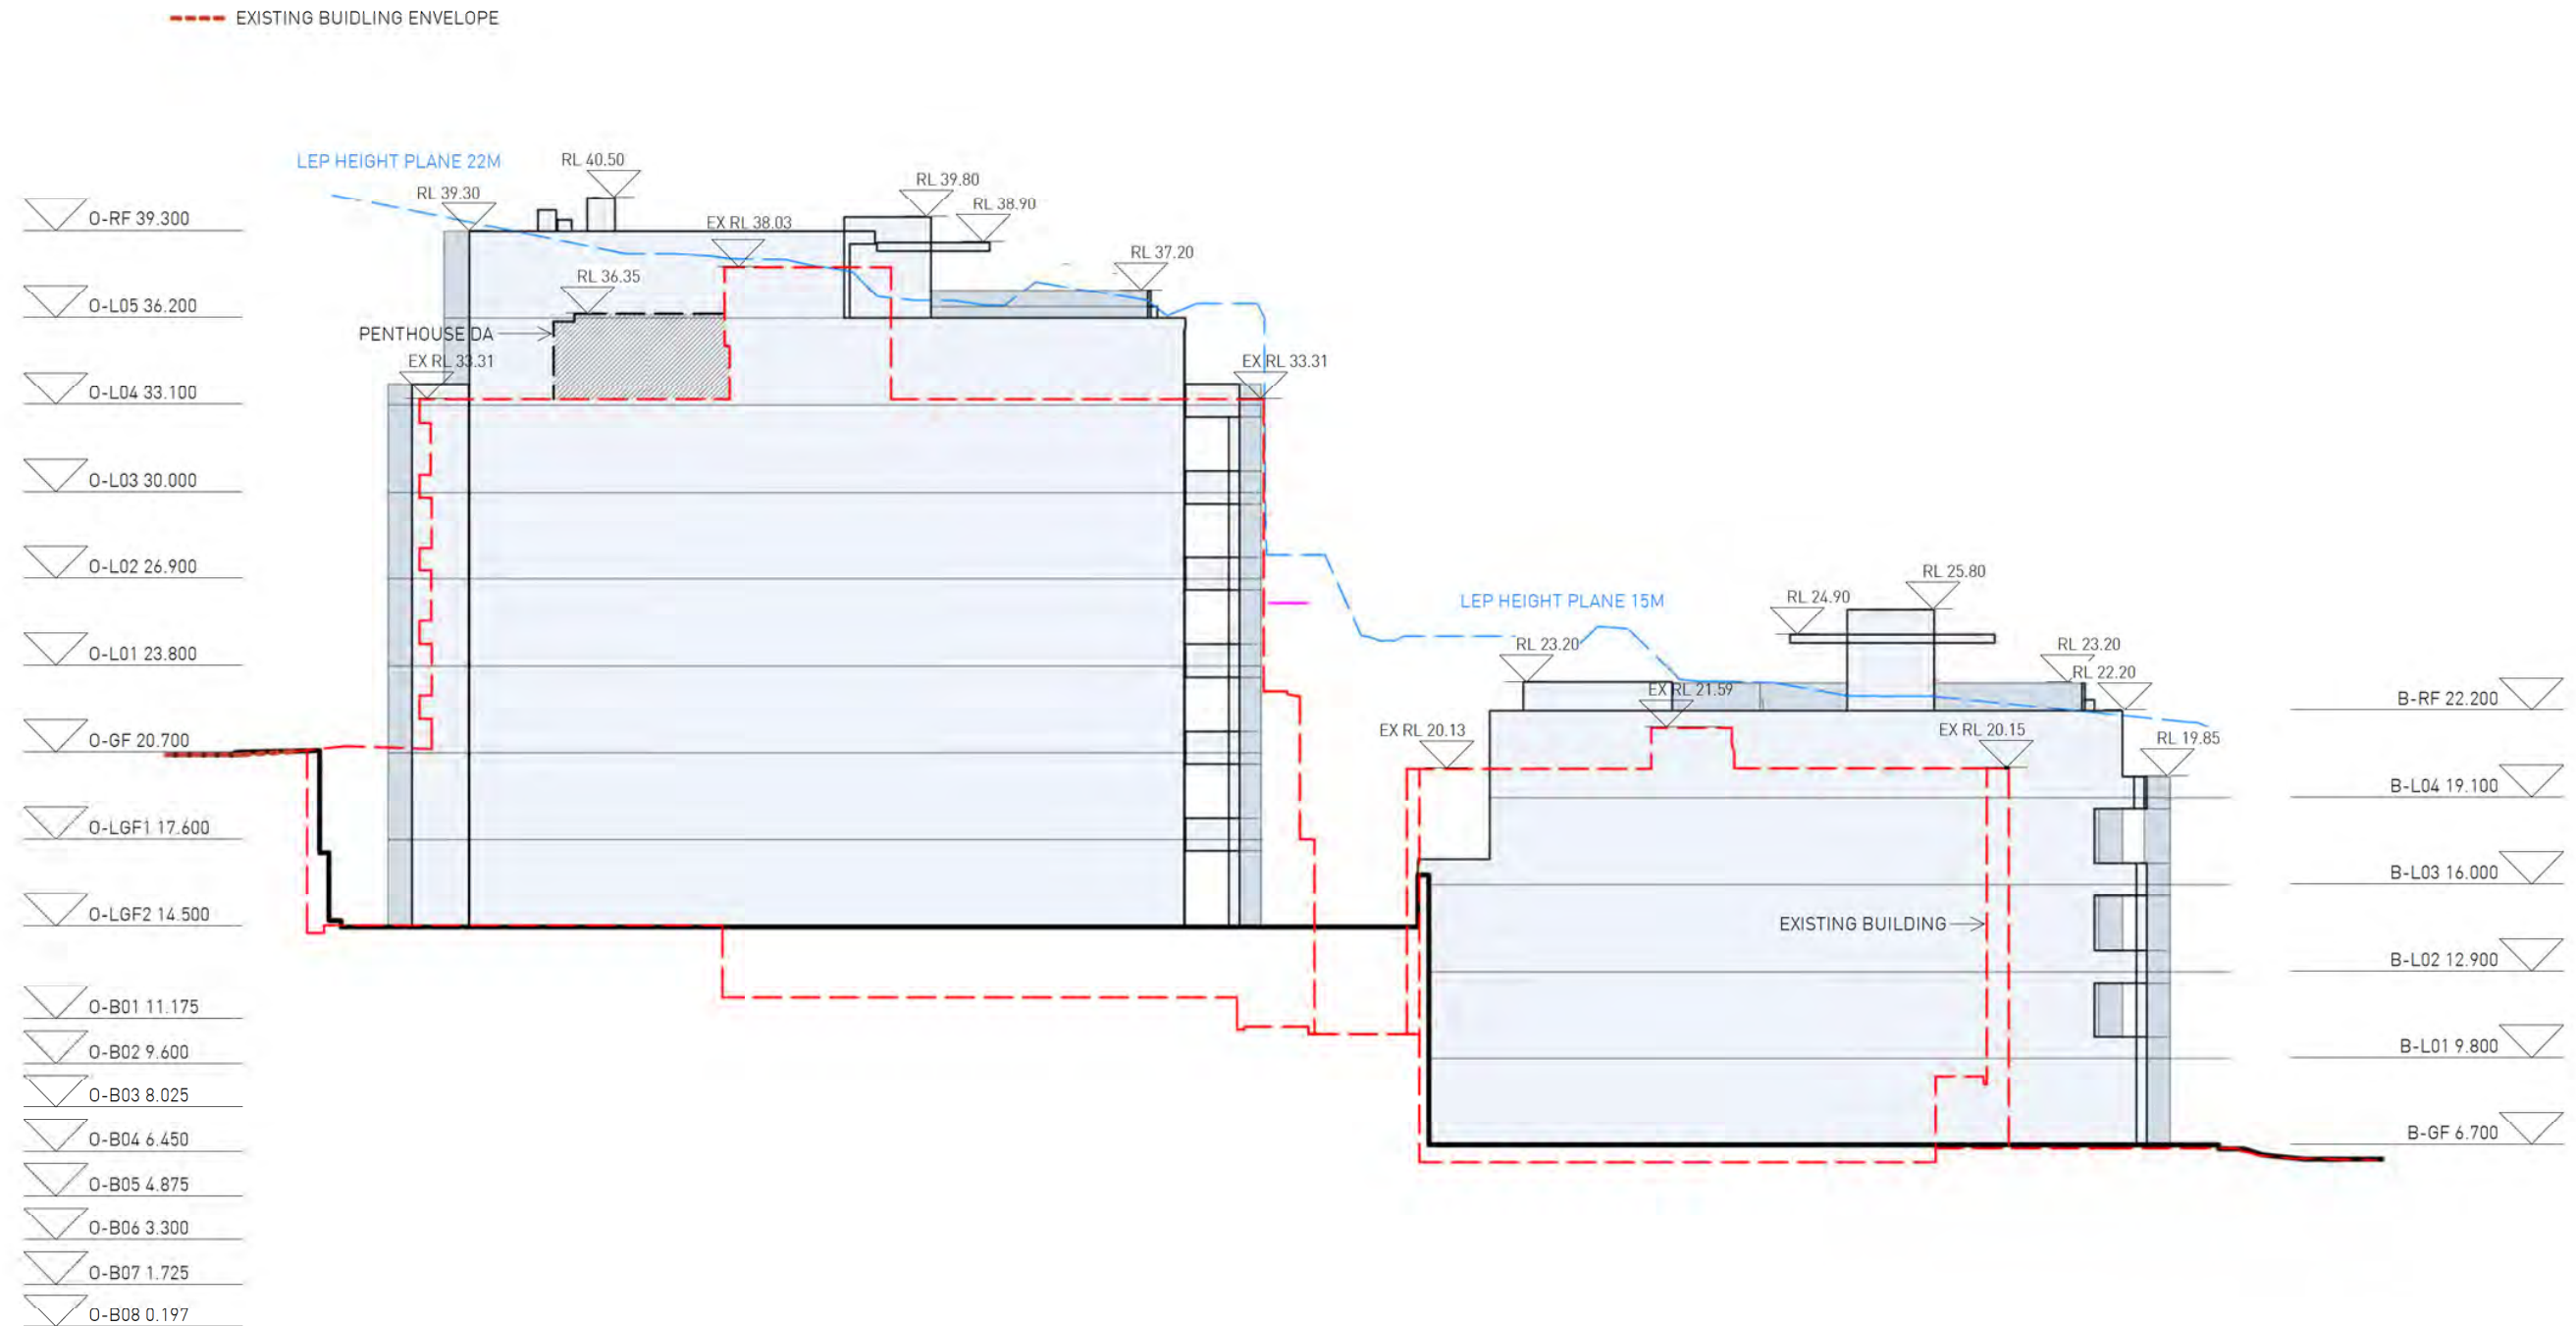 EXISTING BUIDLING ENVELOPE
LEP HEIGHT PLANE 22M
RL 40.50
RL 39.30
RL 39.80
RL 38.90
EX RL 38.03
RL 37.20
RL 36.35
PENTHOUSE DA
EX RL 33.31
EX RL 33.31
O-RF 39.300
O-L05 36.200
O-L04 33.100
O-L03 30.000
O-L02 26.900
O-L01 23.800
O-GF 20.700
O-LGF1 17.600
O-LGF2 14.500
O-B01 11.175
O-B02 9.600
O-B03 8.025
O-B04 6.450
O-B05 4.875
O-B06 3.300
O-B07 1.725
O-B08 0.197
LEP HEIGHT PLANE 15M
RL 25.80
RL 24.90
RL 23.20
RL 23.20
RL 22.20
EX RL 21.59
EX RL 20.13
EX RL 20.15
RL 19.85
EXISTING BUILDING
B-RF 22.200
B-L04 19.100
B-L03 16.000
B-L02 12.900
B-L01 9.800
B-GF 6.700